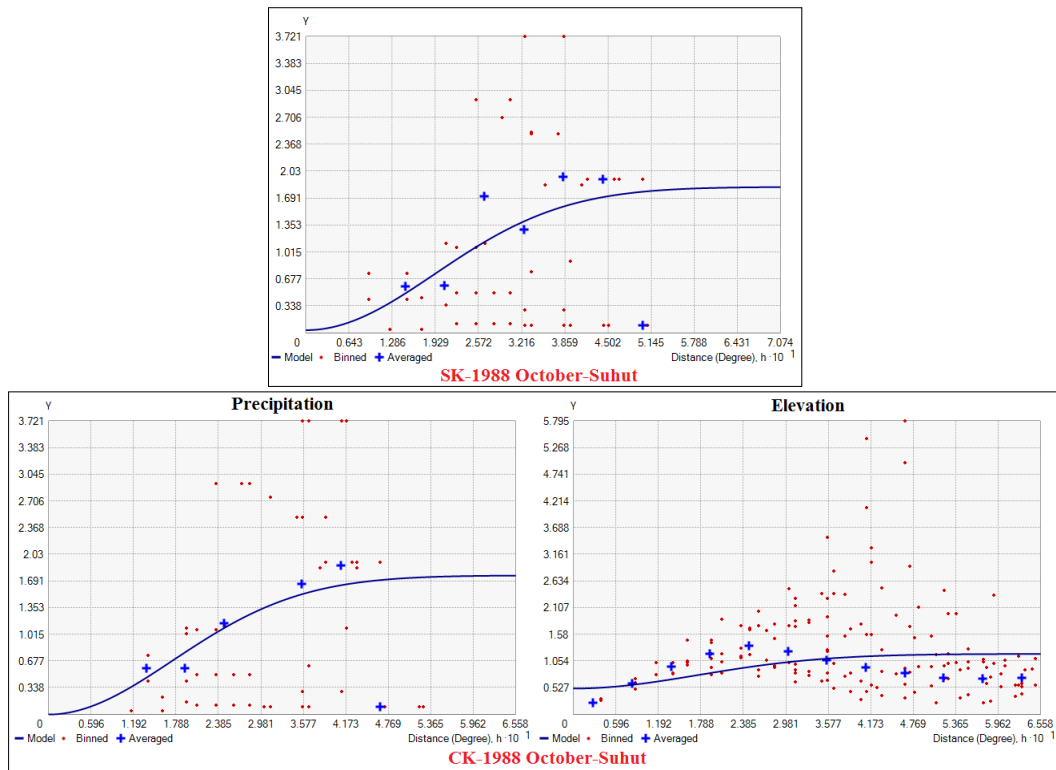 γ
3.721
3.383
3.045
2.706
2.368
2.03
1.691
1.353
1.015
0.677
0.338
0 0.643 1.286 1.929 2.572 3.216 3.859 4.502 5.145 5.788 6.431 7.074
Distance (Degree), h ·10 1
Model Binned Averaged
SK-1988 October-Suhut
Precipitation
γ
3.721
3.383
3.045
2.706
2.368
2.03
1.691
1.353
1.015
0.677
0.338
0 0.596 1.192 1.788 2.385 2.981 3.577 4.173 4.769 5.365 5.962 6.558
Distance (Degree), h ·10 1
Model Binned Averaged
Elevation
γ
5.795
5.268
4.741
4.214
3.688
3.161
2.634
2.107
1.58
1.054
0.527
0 0.596 1.192 1.788 2.385 2.981 3.577 4.173 4.769 5.365 5.962 6.558
Distance (Degree), h ·10 1
Model Binned Averaged
CK-1988 October-Suhut